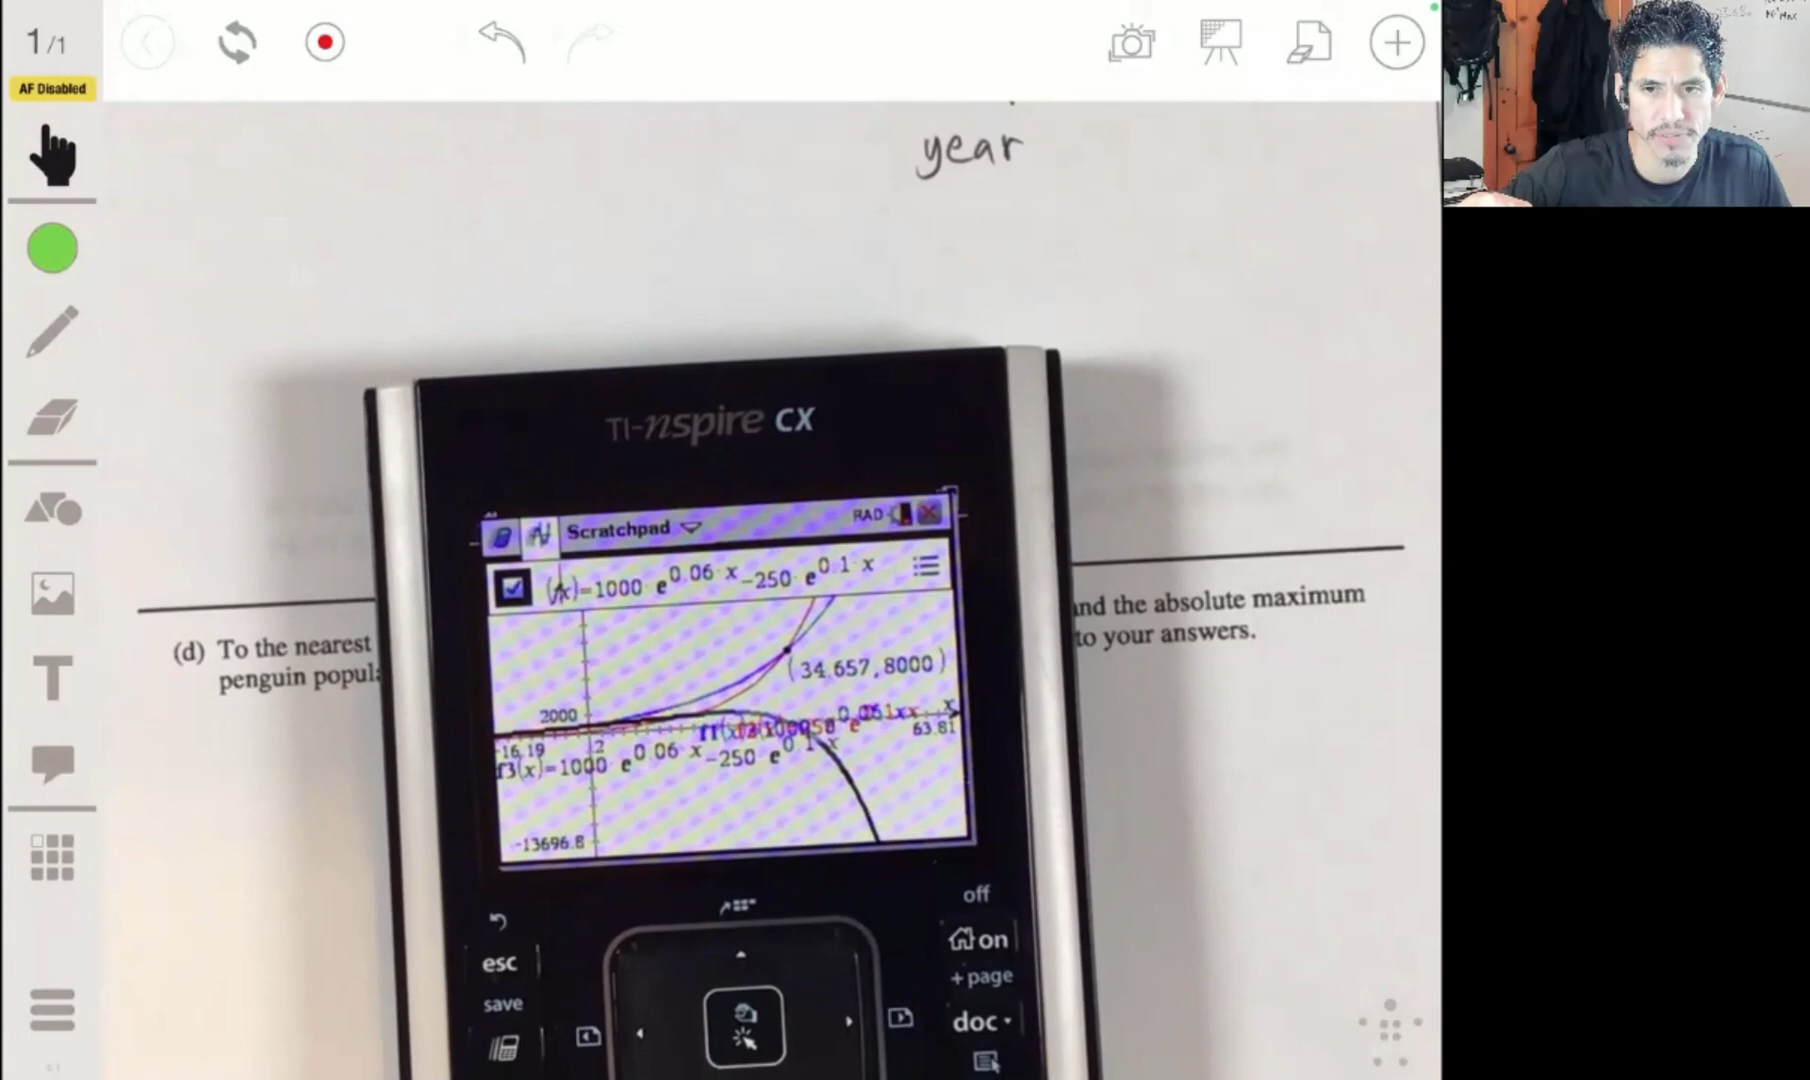 1/1
AF Disabled
year
TI-nspire CX
Scratchpad
RAD
(x)=1000·e^0.06·x-250·e^0.1·x
(34.657,8000)
2000
-16.19
2
x
63.81
f3(x)=1000·e^0.06·x-250·e^0.1·x
-13696.8
(d) To the nearest
and the absolute maximum
penguin popul
to your answers.
off
esc
on
+page
save
doc
T